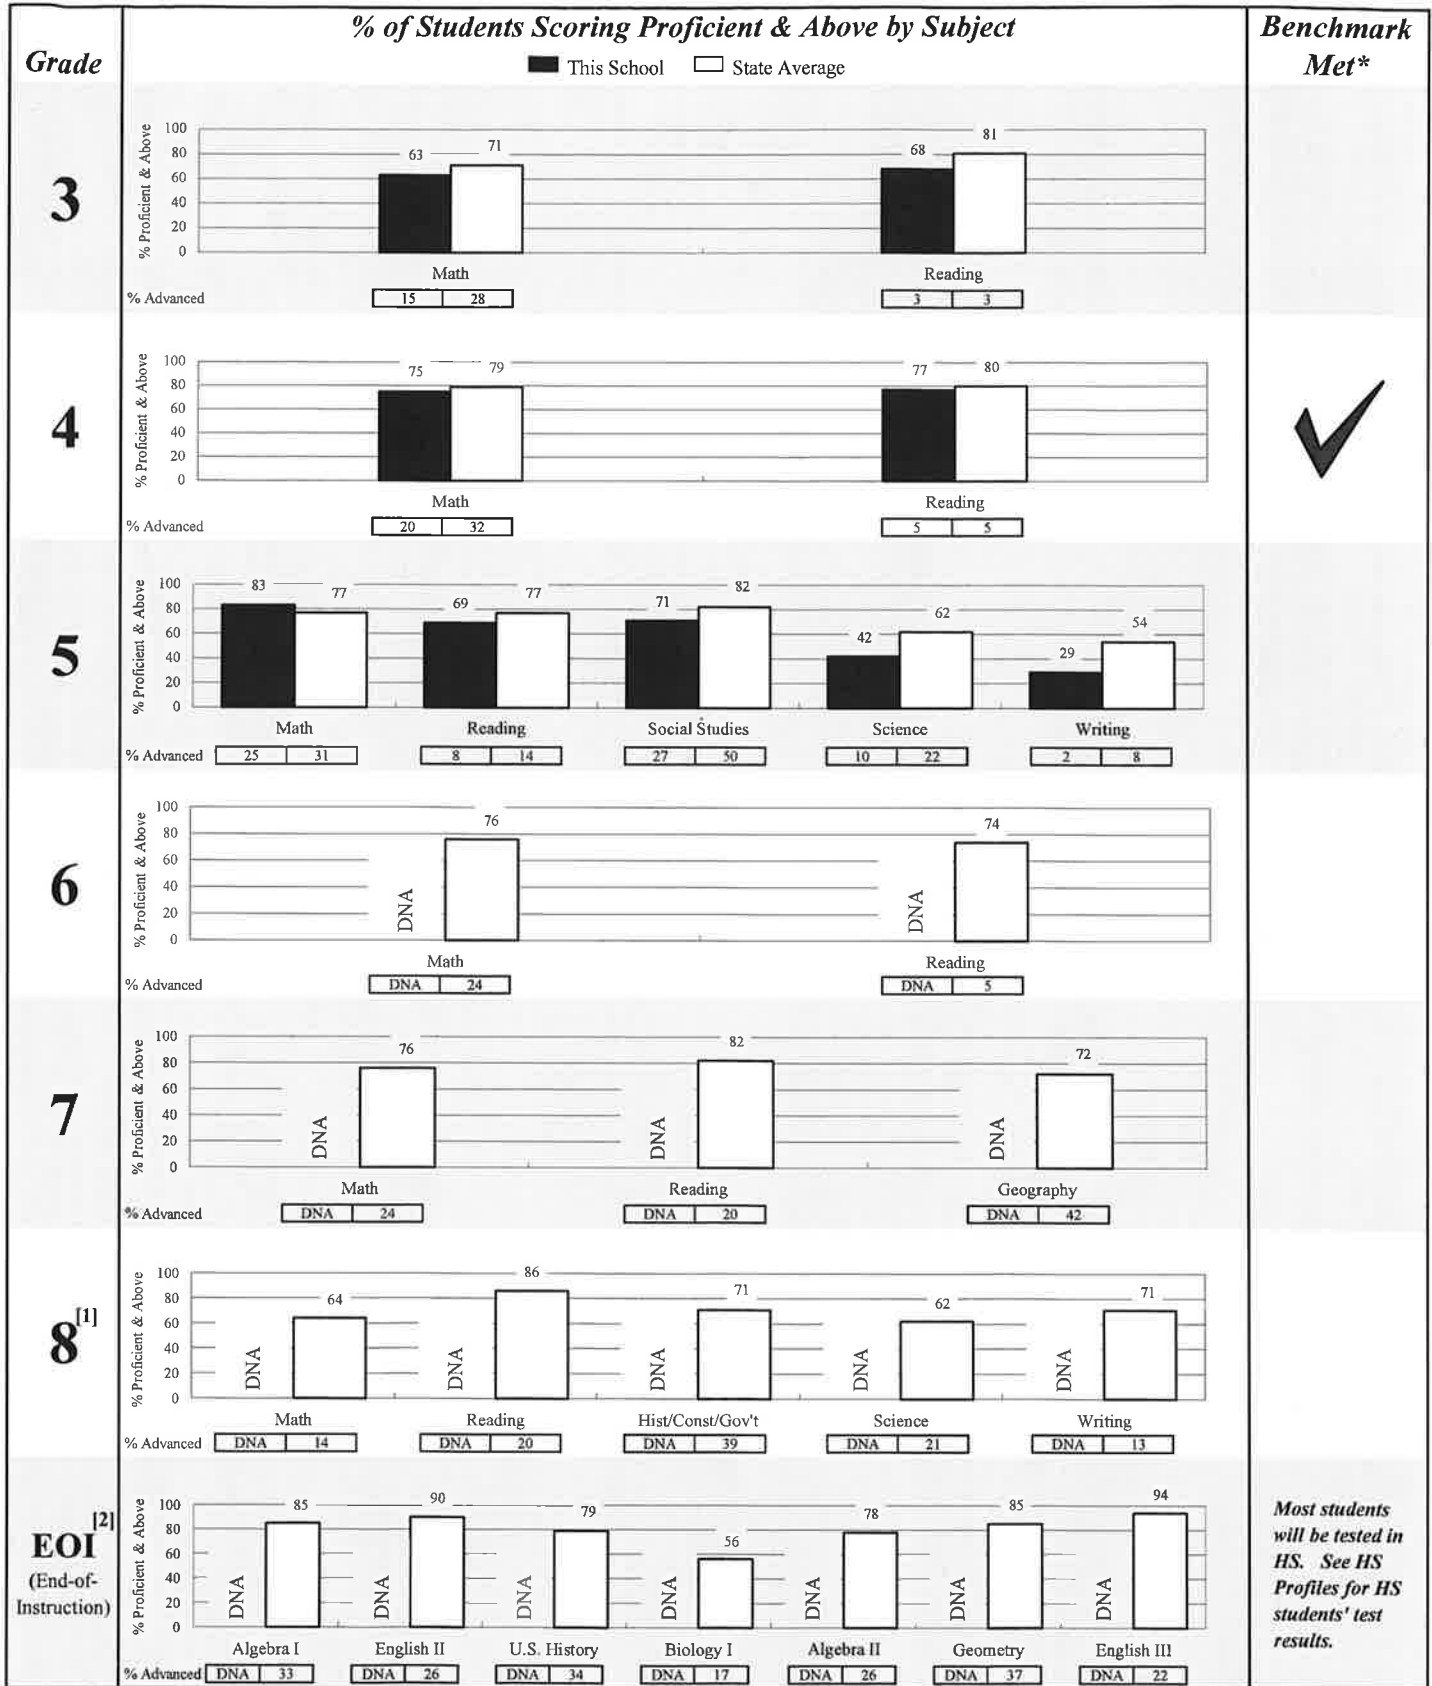 % of Students Scoring Proficient & Above by Subject
This School State Average
Grade
Benchmark
Met*
3
% Proficient & Above
100
80
60
40
20
0
63 71
68 81
Math Reading
% Advanced 15 28 3 3
4
% Proficient & Above
100
80
60
40
20
0
75 79
77 80
Math Reading
% Advanced 20 32 5 5
5
% Proficient & Above
100
80
60
40
20
0
83 77
69 77
71 82
42 62
29 54
Math Reading Social Studies Science Writing
% Advanced 25 31 8 14 27 50 10 22 2 8
6
% Proficient & Above
100
80
60
40
20
0
DNA 76
DNA 74
Math Reading
% Advanced DNA 24 DNA 5
7
% Proficient & Above
100
80
60
40
20
0
DNA 76
DNA 82
DNA 72
Math Reading Geography
% Advanced DNA 24 DNA 20 DNA 42
8[1]
% Proficient & Above
100
80
60
40
20
0
DNA 64
DNA 86
DNA 71
DNA 62
DNA 71
Math Reading Hist/Const/Gov't Science Writing
% Advanced DNA 14 DNA 20 DNA 39 DNA 21 DNA 13
EOI[2]
(End-of-
Instruction)
% Proficient & Above
100
80
60
40
20
0
DNA 85
DNA 90
DNA 79
DNA 56
DNA 78
DNA 85
DNA 94
Algebra I English II U.S. History Biology I Algebra II Geometry English III
% Advanced DNA 33 DNA 26 DNA 34 DNA 17 DNA 26 DNA 37 DNA 22
Most students
will be tested in
HS. See HS
Profiles for HS
students' test
results.